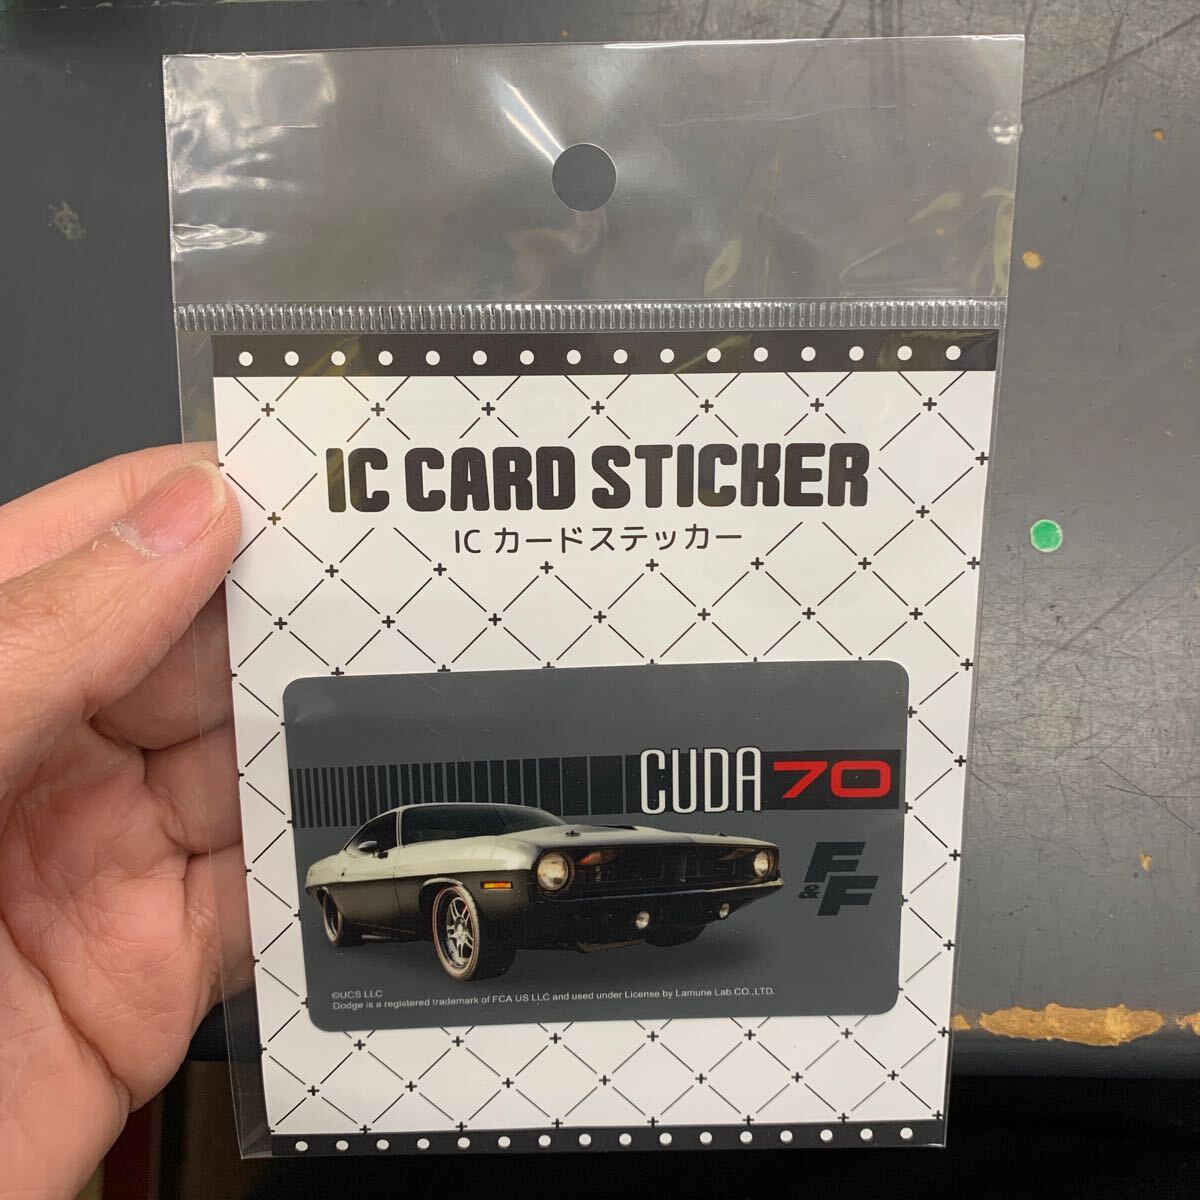 IC CARD STICKER
IC カードステッカー
CUDA 70
F&F
©UCS LLC
Dodge is a registered trademark of FCA US LLC and used under License by Lamune Lab.CO.,LTD.